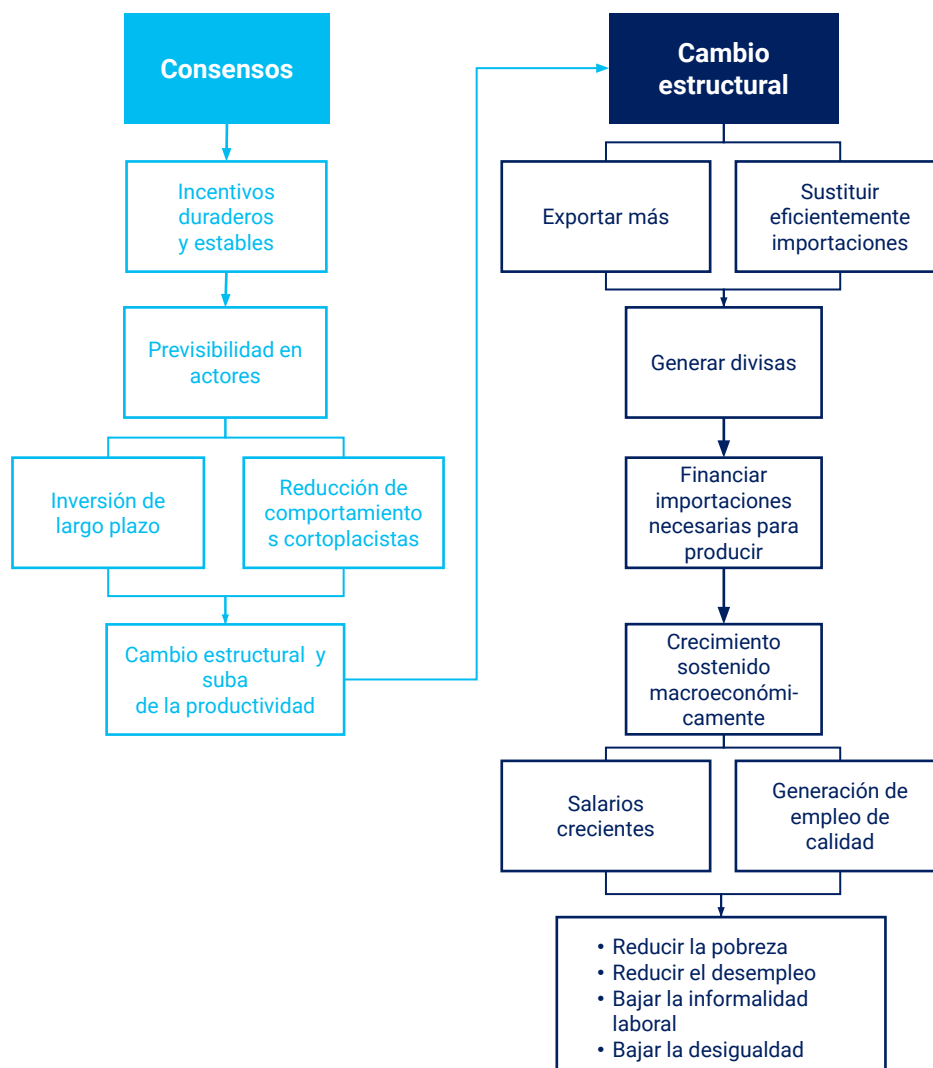 Consensos
Incentivos
duraderos
y estables
Previsibilidad en
actores
Inversión de
largo plazo
Reducción de
comportamiento
s cortoplacistas
Cambio estructural y
suba
de la productividad
Cambio
estructural
Exportar más
Sustituir
eficientemente
importaciones
Generar divisas
Financiar
importaciones
necesarias para
producir
Crecimiento
sostenido
macroeconómi-
camente
Salarios
crecientes
Generación de
empleo de
calidad
• Reducir la pobreza
• Reducir el desempleo
• Bajar la informalidad
laboral
• Bajar la desigualdad